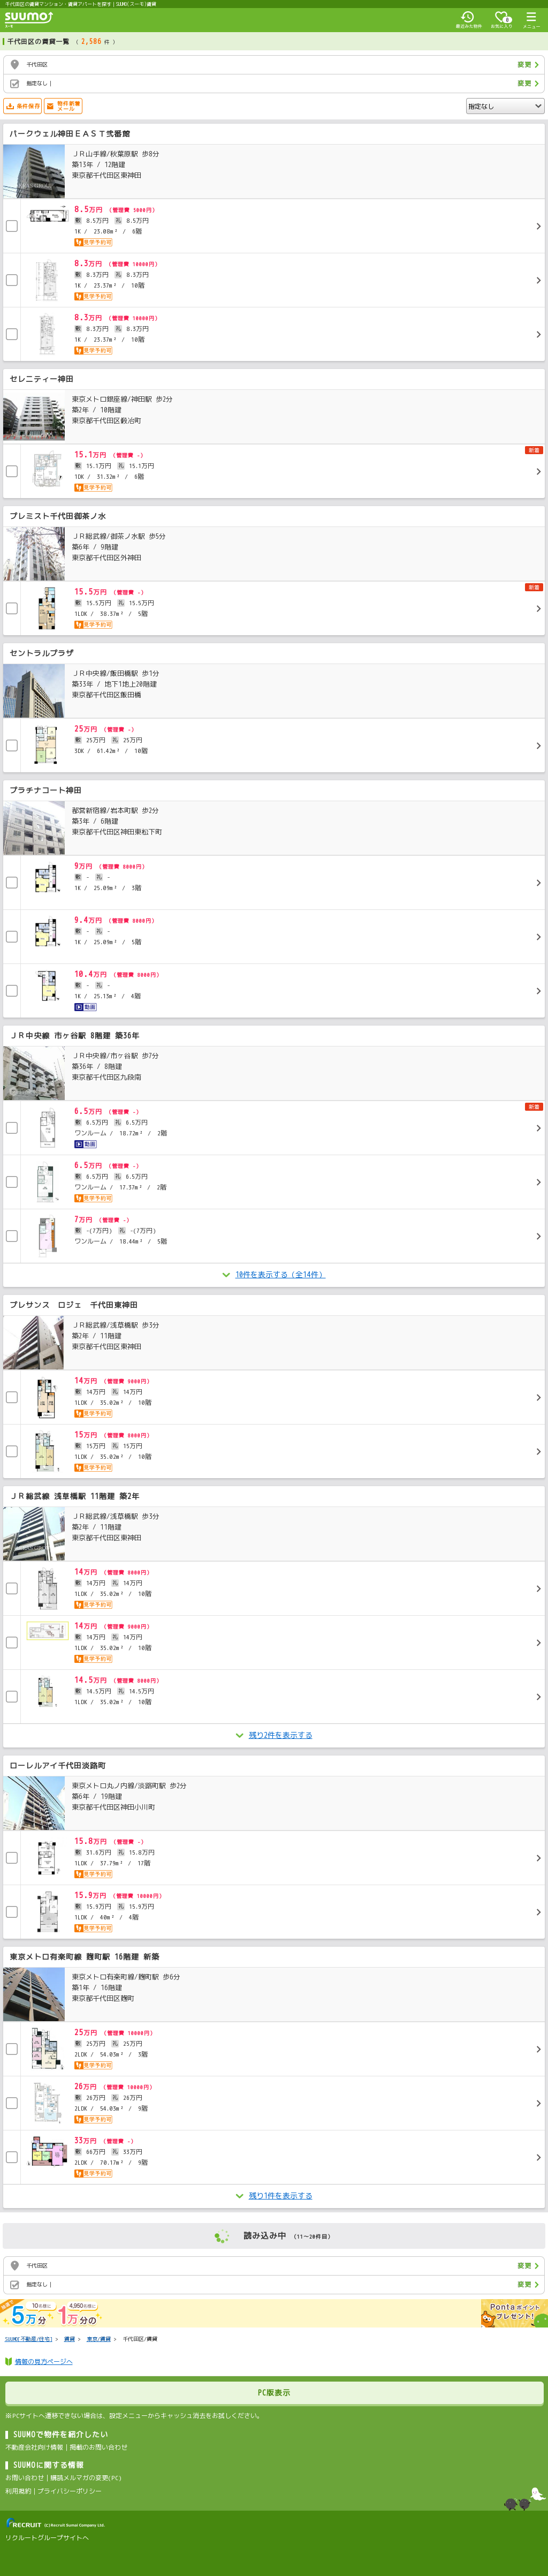 千代田区の賃貸マンション・賃貸アパートを探す｜SUUMO(スーモ)賃貸
SUUMO
最近みた物件
お気に入り
0
メニュー
千代田区の賃貸一覧 （ 2,586 件 ）
千代田区
変更
指定なし |
変更
条件保存
物件新着メール
指定なし
パークウェル神田ＥＡＳＴ弐番館
ＪＲ山手線/秋葉原駅 歩8分
築13年 / 12階建
東京都千代田区東神田
8.5万円 （管理費 5000円）
敷 8.5万円 礼 8.5万円
1K / 23.08m² / 6階
見学予約可
8.3万円 （管理費 10000円）
敷 8.3万円 礼 8.3万円
1K / 23.37m² / 10階
見学予約可
8.3万円 （管理費 10000円）
敷 8.3万円 礼 8.3万円
1K / 23.37m² / 10階
見学予約可
セレニティー神田
東京メトロ銀座線/神田駅 歩2分
築2年 / 10階建
東京都千代田区鍛冶町
新着
15.1万円 （管理費 -）
敷 15.1万円 礼 15.1万円
1DK / 31.32m² / 6階
見学予約可
プレミスト千代田御茶ノ水
ＪＲ総武線/御茶ノ水駅 歩5分
築6年 / 9階建
東京都千代田区外神田
新着
15.5万円 （管理費 -）
敷 15.5万円 礼 15.5万円
1LDK / 38.37m² / 5階
見学予約可
セントラルプラザ
ＪＲ中央線/飯田橋駅 歩1分
築33年 / 地下1地上20階建
東京都千代田区飯田橋
25万円 （管理費 -）
敷 25万円 礼 25万円
3DK / 61.42m² / 10階
プラチナコート神田
都営新宿線/岩本町駅 歩2分
築3年 / 6階建
東京都千代田区神田東松下町
9万円 （管理費 8000円）
敷 - 礼 -
1K / 25.09m² / 3階
9.4万円 （管理費 8000円）
敷 - 礼 -
1K / 25.09m² / 5階
10.4万円 （管理費 8000円）
敷 - 礼 -
1K / 25.15m² / 4階
動画
ＪＲ中央線 市ヶ谷駅 8階建 築36年
ＪＲ中央線/市ヶ谷駅 歩7分
築36年 / 8階建
東京都千代田区九段南
新着
6.5万円 （管理費 -）
敷 6.5万円 礼 6.5万円
ワンルーム / 18.72m² / 2階
動画
6.5万円 （管理費 -）
敷 6.5万円 礼 6.5万円
ワンルーム / 17.37m² / 2階
見学予約可
7万円 （管理費 -）
敷 -(7万円) 礼 -(7万円)
ワンルーム / 18.44m² / 5階
10件を表示する（全14件）
プレサンス　ロジェ　千代田東神田
ＪＲ総武線/浅草橋駅 歩3分
築2年 / 11階建
東京都千代田区東神田
14万円 （管理費 9000円）
敷 14万円 礼 14万円
1LDK / 35.02m² / 10階
見学予約可
15万円 （管理費 9000円）
敷 15万円 礼 15万円
1LDK / 35.02m² / 10階
見学予約可
ＪＲ総武線 浅草橋駅 11階建 築2年
ＪＲ総武線/浅草橋駅 歩3分
築2年 / 11階建
東京都千代田区東神田
14万円 （管理費 8000円）
敷 14万円 礼 14万円
1LDK / 35.02m² / 10階
見学予約可
14万円 （管理費 9000円）
敷 14万円 礼 14万円
1LDK / 35.02m² / 10階
見学予約可
14.5万円 （管理費 8000円）
敷 14.5万円 礼 14.5万円
1LDK / 35.02m² / 10階
残り2件を表示する
ローレルアイ千代田淡路町
東京メトロ丸ノ内線/淡路町駅 歩2分
築6年 / 19階建
東京都千代田区神田小川町
15.8万円 （管理費 -）
敷 31.6万円 礼 15.8万円
1LDK / 37.79m² / 17階
見学予約可
15.9万円 （管理費 10000円）
敷 15.9万円 礼 15.9万円
1LDK / 40m² / 4階
見学予約可
東京メトロ有楽町線 麹町駅 16階建 新築
東京メトロ有楽町線/麹町駅 歩6分
築1年 / 16階建
東京都千代田区麹町
25万円 （管理費 10000円）
敷 25万円 礼 25万円
2LDK / 54.03m² / 3階
見学予約可
26万円 （管理費 10000円）
敷 26万円 礼 26万円
2LDK / 54.03m² / 9階
見学予約可
33万円 （管理費 -）
敷 66万円 礼 33万円
2LDK / 70.17m² / 9階
見学予約可
残り1件を表示する
読み込み中 （11～20件目）
千代田区
変更
指定なし |
変更
10名様に 5万分
4,950名様に 1万分の
Pontaポイントプレゼント!
SUUMO[不動産/住宅] > 賃貸 > 東京/賃貸 > 千代田区/賃貸
情報の見方ページへ
PC版表示
※PCサイトへ遷移できない場合は、設定メニューからキャッシュ消去をお試しください。
SUUMOで物件を紹介したい
不動産会社向け情報｜掲載のお問い合わせ
SUUMOに関する情報
お問い合わせ｜購読メルマガの変更(PC)
利用規約｜プライバシーポリシー
RECRUIT (C)Recruit Sumai Company Ltd.
リクルートグループサイトへ